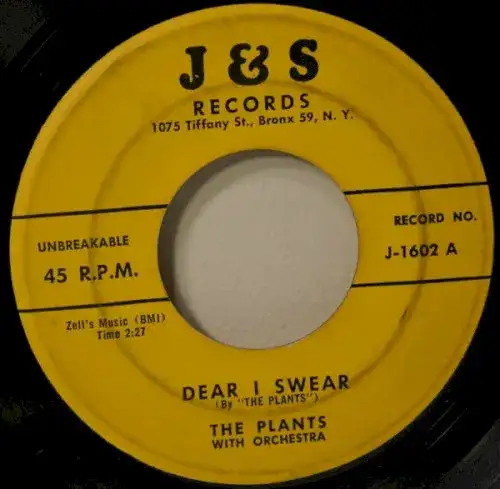 J & S
RECORDS
1075 Tiffany St., Bronx 59, N. Y.
UNBREAKABLE
45 R.P.M.
RECORD NO.
J-1602 A
Zell's Music (BMI)
Time 2:27
DEAR I SWEAR
(By "THE PLANTS")
THE PLANTS
WITH ORCHESTRA